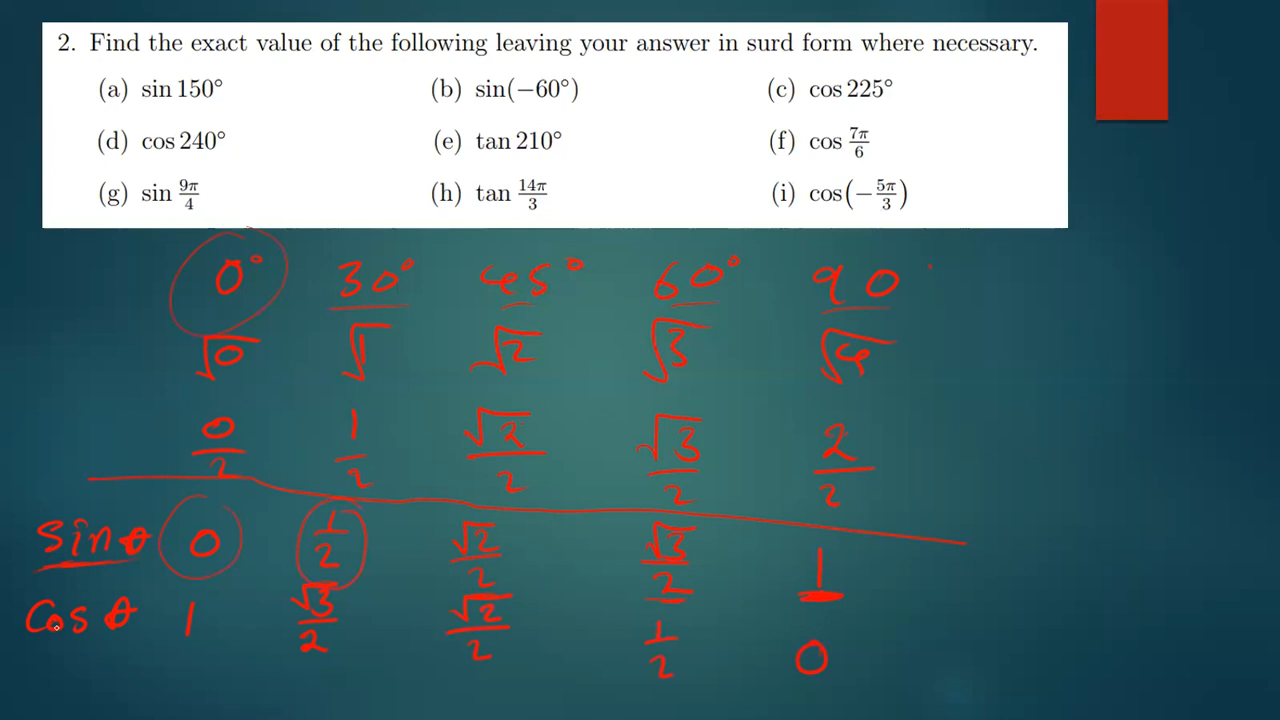 2. Find the exact value of the following leaving your answer in surd form where necessary.
(a) sin 150° (b) sin(−60°) (c) cos 225°
(d) cos 240° (e) tan 210° (f) cos 7π/6
(g) sin 9π/4 (h) tan 14π/3 (i) cos(−5π/3)
0° 30° 45° 60° 90°
√0 √1 √2 √3 √4
0/2 1/2 √2/2 √3/2 2/2
sinθ 0 1/2 √2/2 √3/2 1
Cosθ 1 √3/2 √2/2 1/2 0